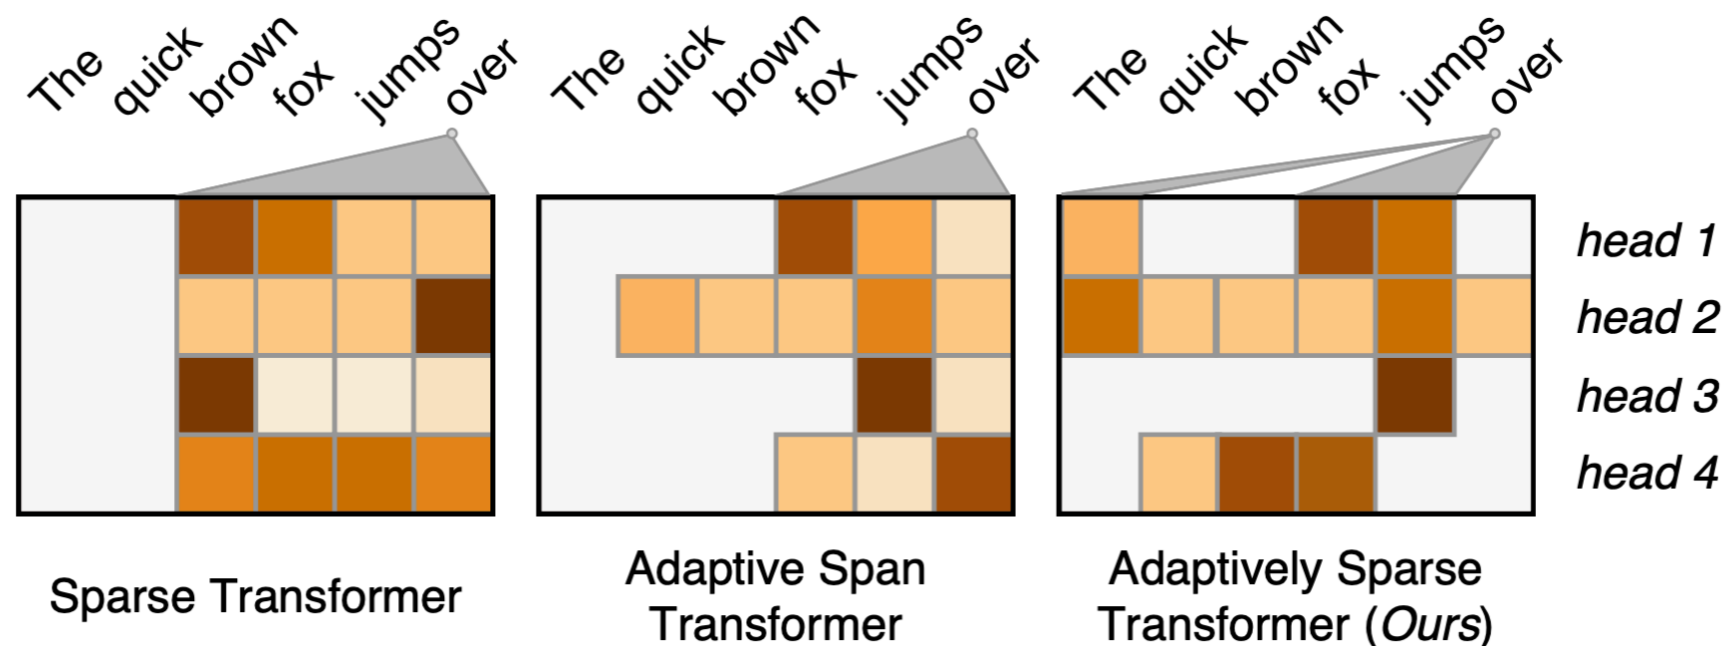 The quick brown fox jumps over
The quick brown fox jumps over
The quick brown fox jumps over
head 1
head 2
head 3
head 4
Sparse Transformer
Adaptive Span
Transformer
Adaptively Sparse
Transformer (Ours)